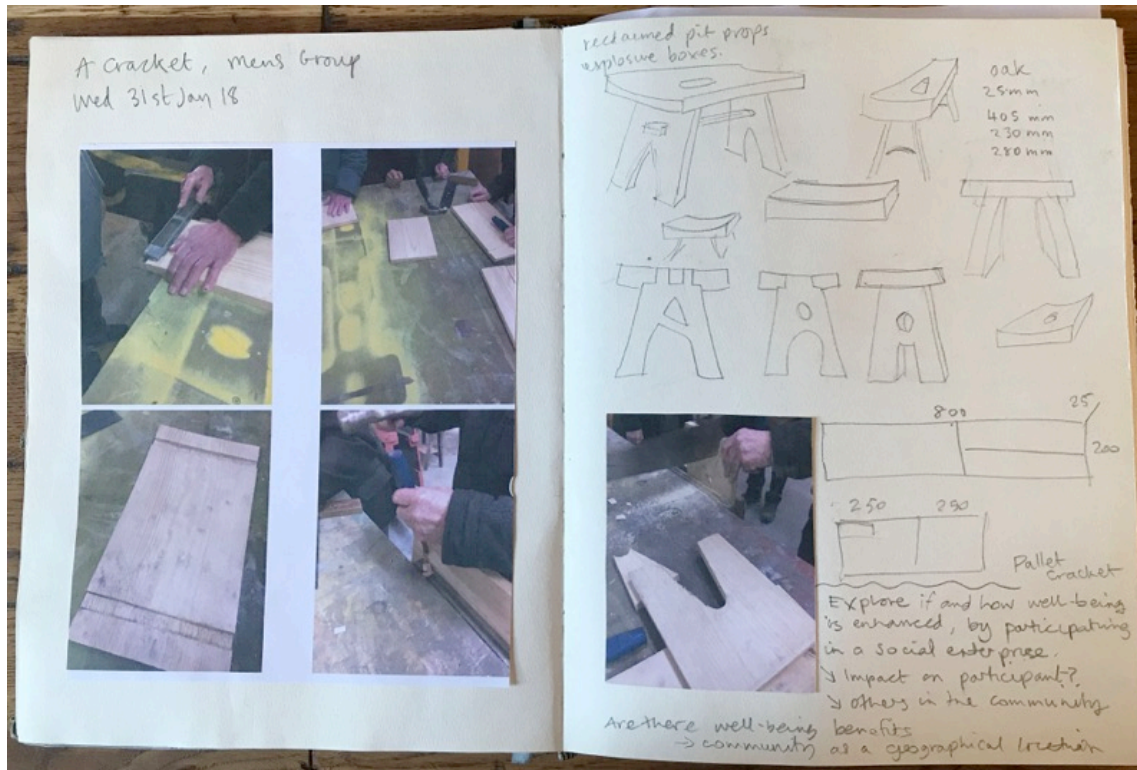 A Cracket, Mens Group
Wed 31st Jan 18
reclaimed pit props
explosure boxes.
oak
25mm
405 mm
230 mm
280 mm
800
25
200
250 250
Pallet
Cracket
Explore if and how well-being
is enhanced, by participating
in a social enterprise.
↘ Impact on participant?
↘ others in the community
Are there well-being benefits
→ community as a geographical location